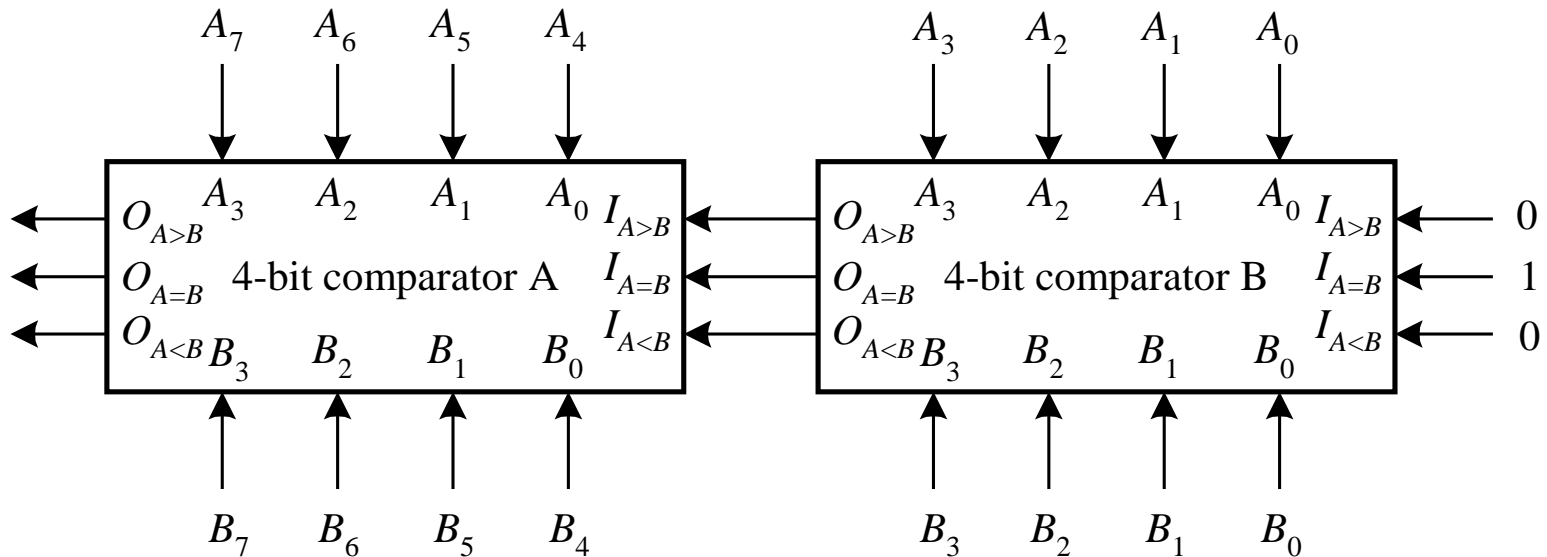 A7 A6 A5 A4 A3 A2 A1 A0
A3 A2 A1 A0 A3 A2 A1 A0
OA>B IA>B OA>B IA>B 0
OA=B 4-bit comparator A IA=B OA=B 4-bit comparator B IA=B 1
OA<B IA<B OA<B IA<B 0
B3 B2 B1 B0 B3 B2 B1 B0
B7 B6 B5 B4 B3 B2 B1 B0